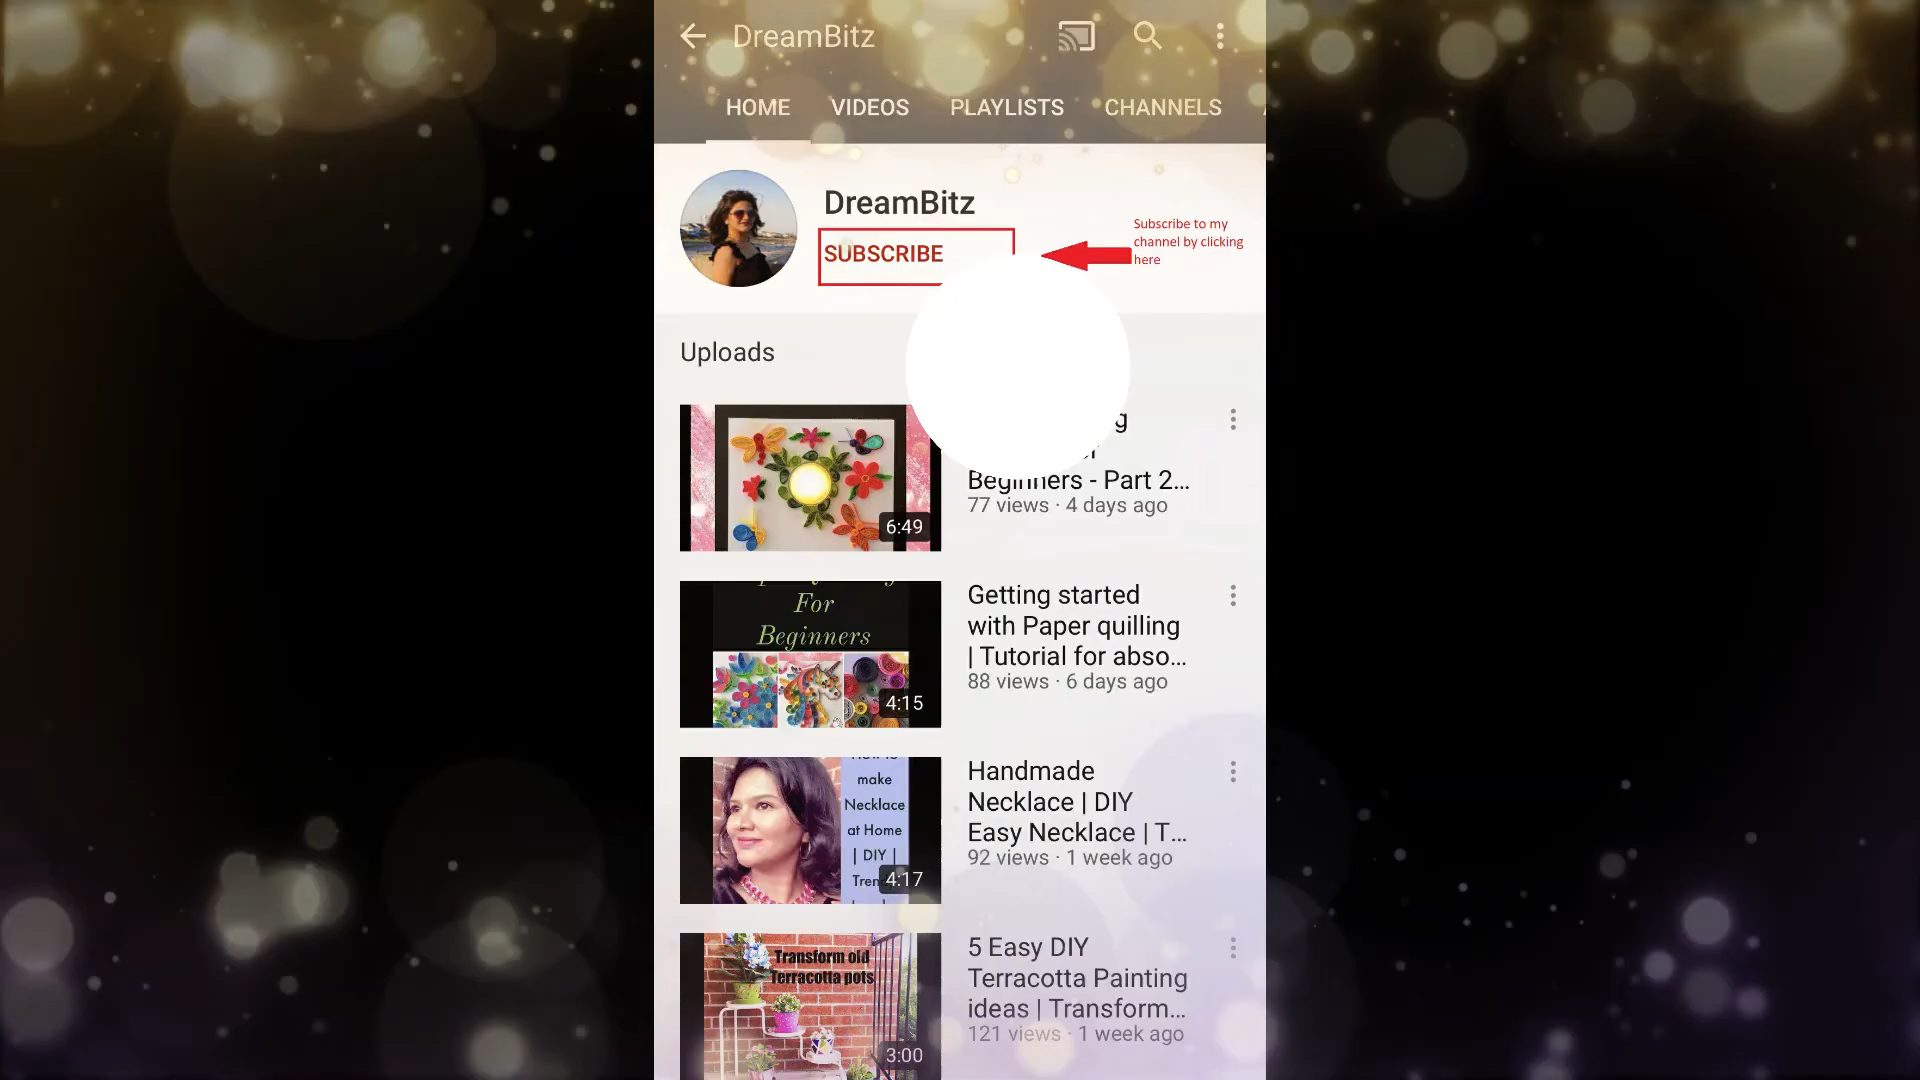 DreamBitz
HOME VIDEOS PLAYLISTS CHANNELS
DreamBitz
SUBSCRIBE
Subscribe to my
channel by clicking
here
Uploads
Beginners - Part 2...
77 views · 4 days ago
6:49
For
Beginners
4:15
Getting started
with Paper quilling
| Tutorial for abso...
88 views · 6 days ago
make
Necklace
at Home
| DIY |
4:17
Handmade
Necklace | DIY
Easy Necklace | T...
92 views · 1 week ago
Transform old
Terracotta pots
3:00
5 Easy DIY
Terracotta Painting
ideas | Transform...
121 views · 1 week ago